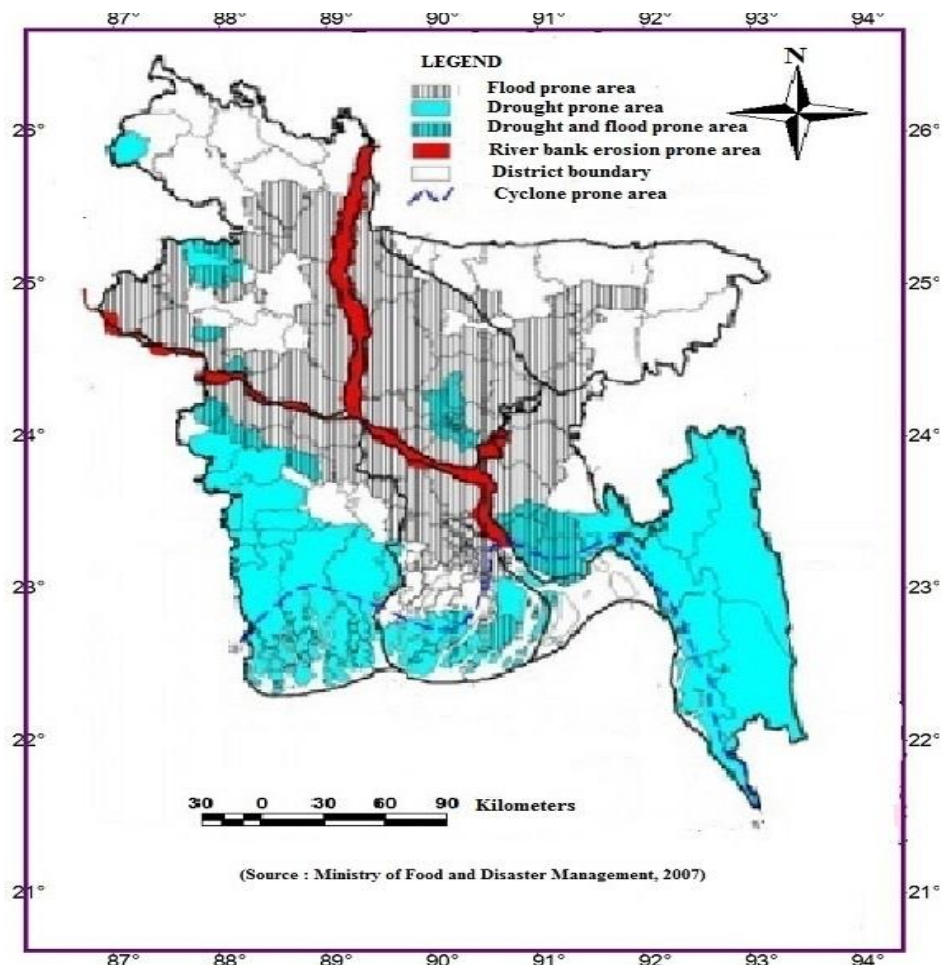 87° 88° 89° 90° 91° 92° 93° 94°
LEGEND
N
Flood prone area
Drought prone area
Drought and flood prone area
River bank erosion prone area
District boundary
Cyclone prone area
26° 26°
25° 25°
24° 24°
23° 23°
22° 22°
30 0 30 60 90 Kilometers
(Source : Ministry of Food and Disaster Management, 2007)
21° 21°
87° 88° 89° 90° 91° 92° 93° 94°